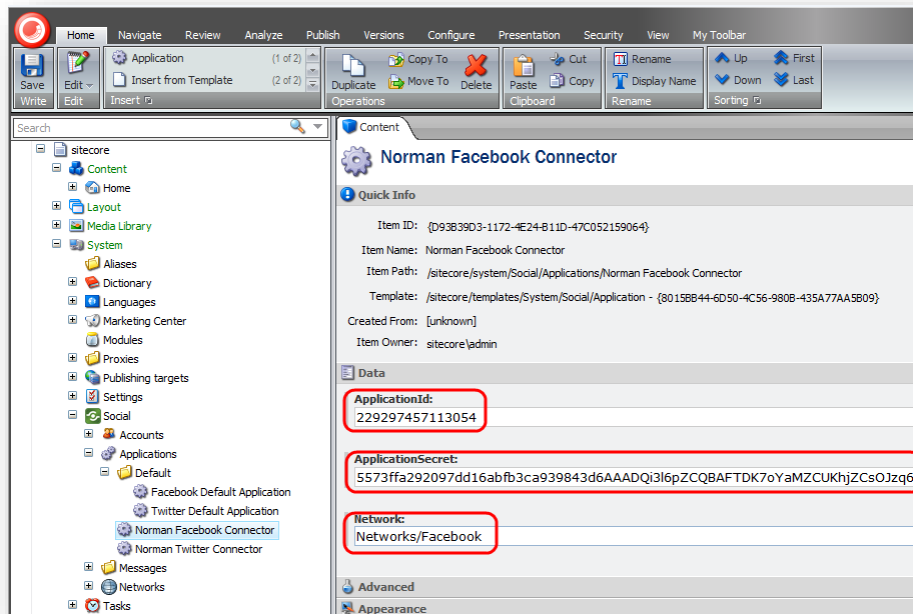 Home Navigate Review Analyze Publish Versions Configure Presentation Security View My Toolbar
Application (1 of 2) Copy To Cut Rename Up First
Insert from Template (2 of 2) Move To Copy Display Name Down Last
Save Edit Duplicate Delete Paste
Write Edit Insert Operations Clipboard Rename Sorting
Search
sitecore
Content
Home
Layout
Media Library
System
Aliases
Dictionary
Languages
Marketing Center
Modules
Proxies
Publishing targets
Settings
Social
Accounts
Applications
Default
Facebook Default Application
Twitter Default Application
Norman Facebook Connector
Norman Twitter Connector
Messages
Networks
Tasks
Content
Norman Facebook Connector
Quick Info
Item ID: {D93B39D3-1172-4E24-B11D-47C052159064}
Item Name: Norman Facebook Connector
Item Path: /sitecore/system/Social/Applications/Norman Facebook Connector
Template: /sitecore/templates/System/Social/Application - {8015BB44-6D50-4C56-980B-435A77AA5B09}
Created From: [unknown]
Item Owner: sitecore\admin
Data
ApplicationId:
229297457113054
ApplicationSecret:
5573ffa292097dd16abfb3ca939843d6AAADQi3l6pZCQBAFTDK7oYaMZCUKhjZCsOJzq6
Network:
Networks/Facebook
Advanced
Appearance